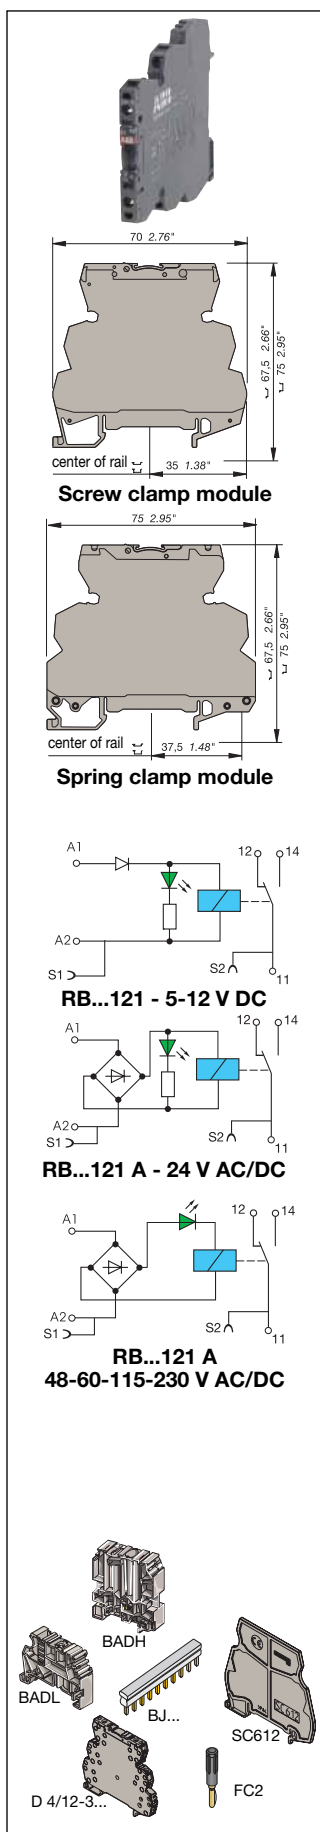 ABB
70 2.76"
67,5 2.66"
75 2.95"
center of rail
35 1.38"
Screw clamp module
75 2.95"
67,5 2.66"
75 2.95"
center of rail
37,5 1.48"
Spring clamp module
A1
12
14
A2
S1
S2
11
RB...121 - 5-12 V DC
A1
12
14
A2
S1
S2
11
RB...121 A - 24 V AC/DC
A1
12
14
A2
S1
S2
11
RB...121 A
48-60-115-230 V AC/DC
BADH
BADL
BJ...
SC612
SC612
D 4/12-3...
FC2